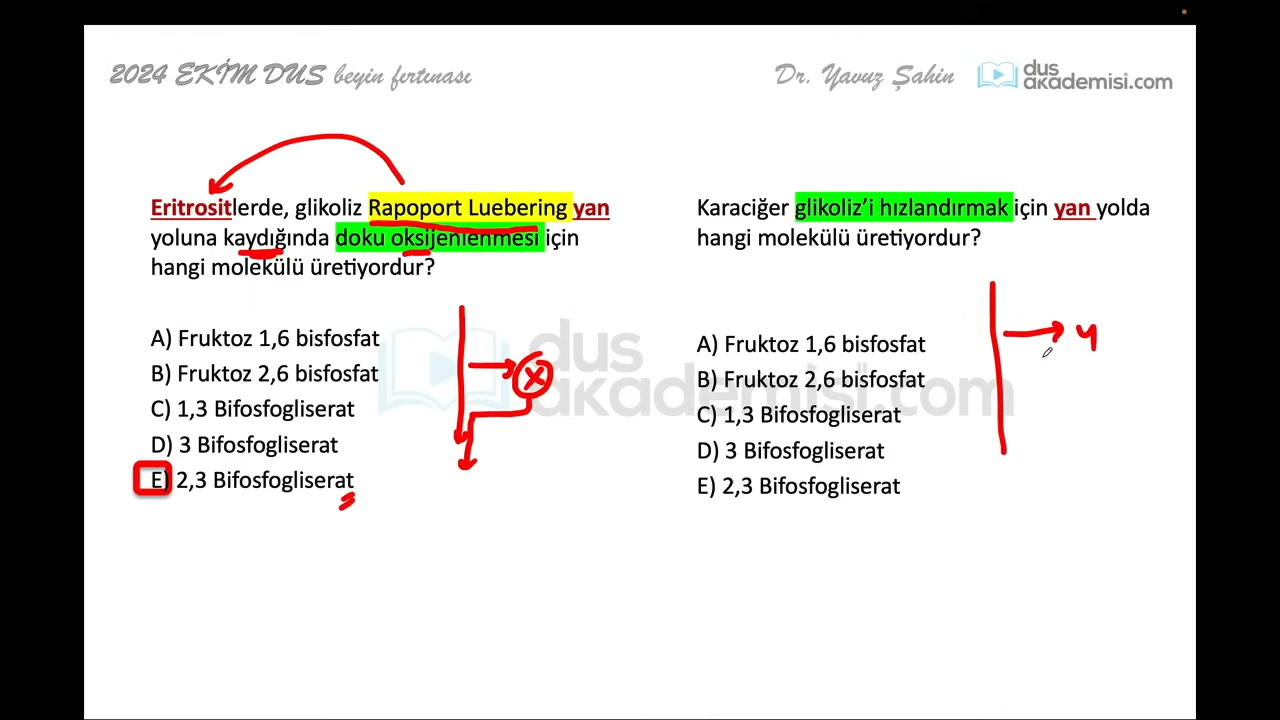 2024 EKİM DUS beyin fırtınası
Dr. Yavuz Şahin
dus
akademisi.com
Eritrositlerde, glikoliz Rapoport Luebering yan
yoluna kaydığında doku oksijenlenmesi için
hangi molekülü üretiyordur?
A) Fruktoz 1,6 bisfosfat
B) Fruktoz 2,6 bisfosfat
C) 1,3 Bifosfogliserat
D) 3 Bifosfogliserat
E) 2,3 Bifosfogliserat
X
Karaciğer glikoliz’i hızlandırmak için yan yolda
hangi molekülü üretiyordur?
A) Fruktoz 1,6 bisfosfat
B) Fruktoz 2,6 bisfosfat
C) 1,3 Bifosfogliserat
D) 3 Bifosfogliserat
E) 2,3 Bifosfogliserat
dus
akademisi.com